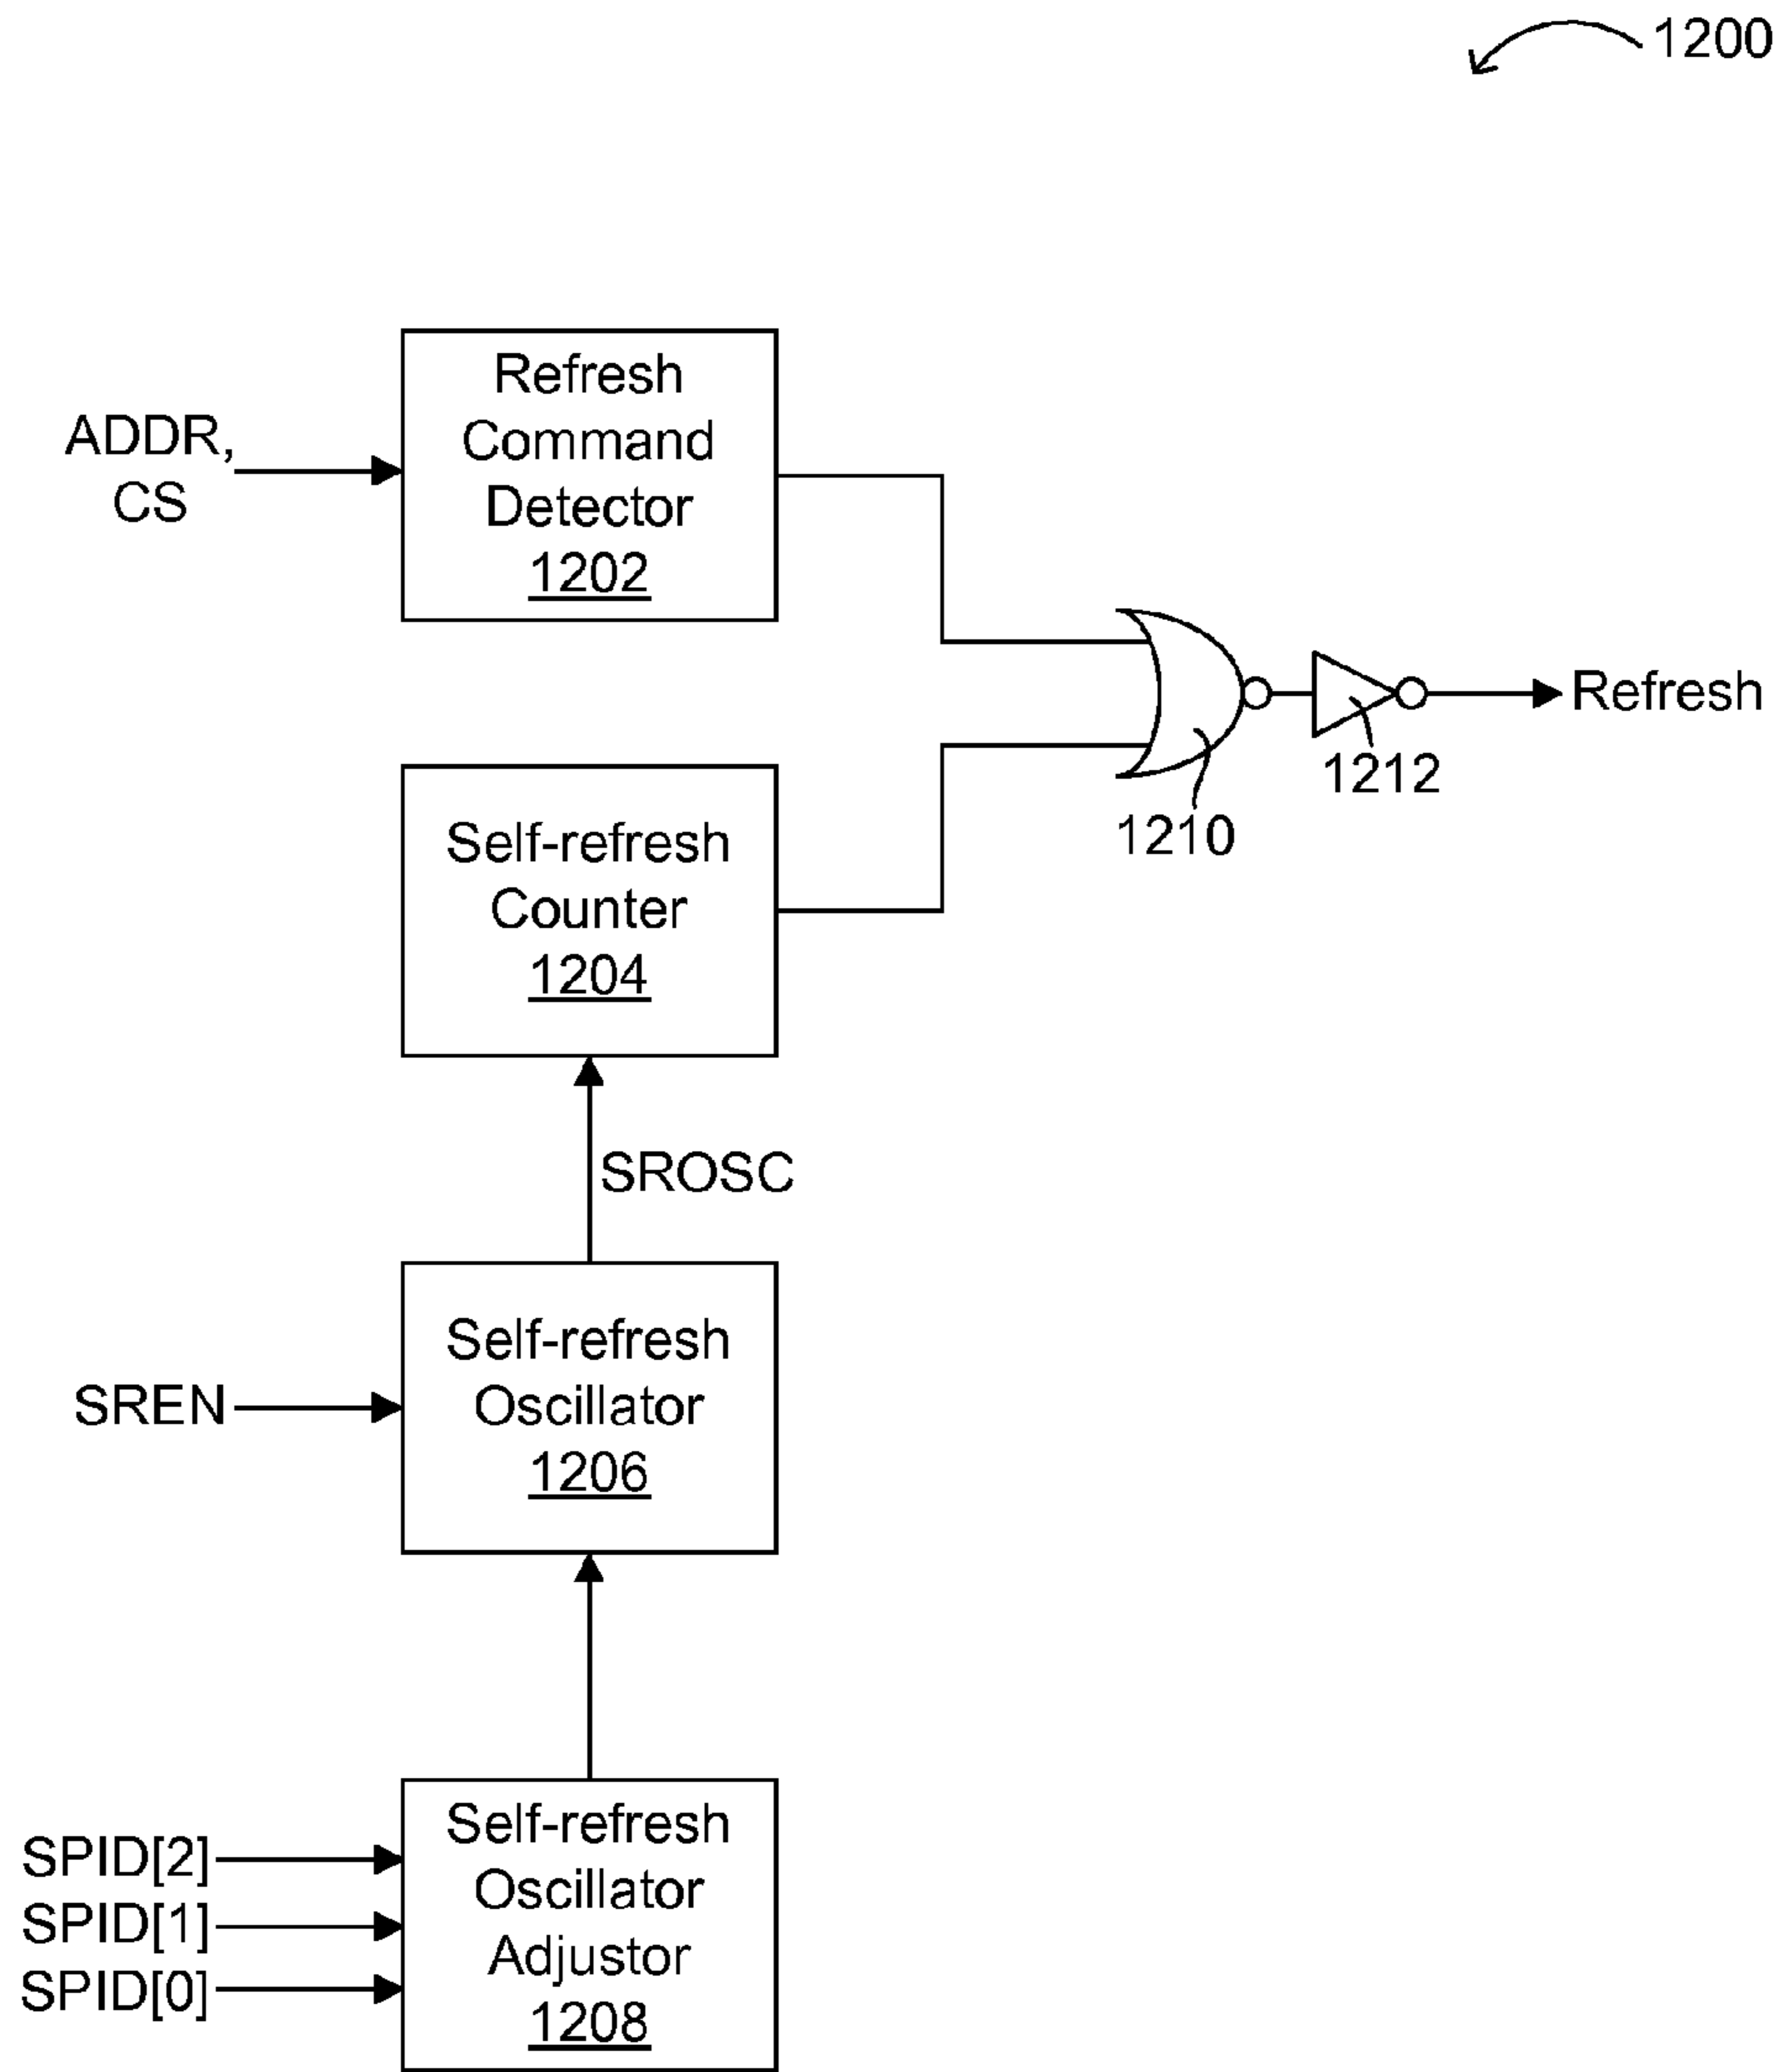 1200
Refresh
Command
Detector
1202
ADDR,
CS
Refresh
1212
1210
Self-refresh
Counter
1204
SROSC
Self-refresh
Oscillator
1206
SREN
Self-refresh
Oscillator
Adjustor
1208
SPID[2]
SPID[1]
SPID[0]